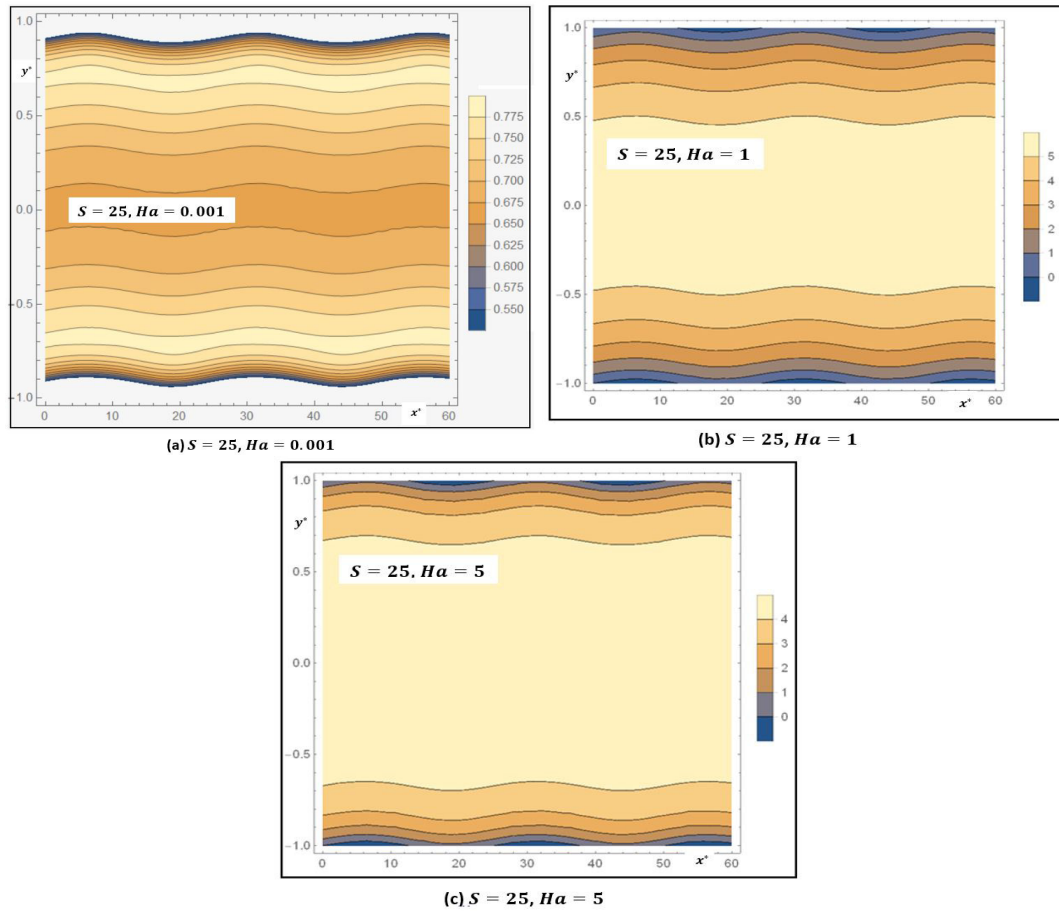 1.0
y*
0.5
0.0
-0.5
-1.0
0 10 20 30 40 50 60
x*
S = 25, Ha = 0.001
0.775
0.750
0.725
0.700
0.675
0.625
0.600
0.575
0.550
(a) S = 25, Ha = 0.001
1.0
y*
0.5
0.0
-0.5
-1.0
0 10 20 30 40 50 60
x*
S = 25, Ha = 1
5
4
3
2
1
0
(b) S = 25, Ha = 1
1.0
y*
0.5
0.0
-0.5
-1.0
0 10 20 30 40 50 60
x*
S = 25, Ha = 5
4
3
2
1
0
(c) S = 25, Ha = 5